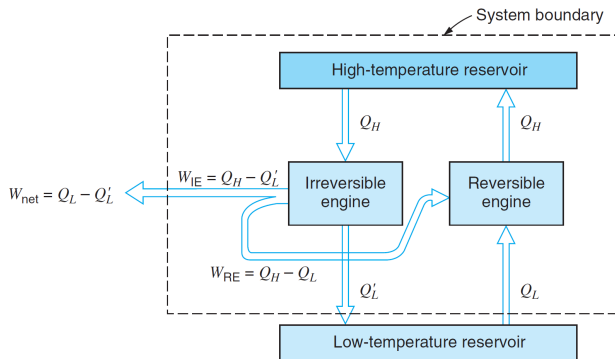 System boundary
High-temperature reservoir
Q_H
Q_H
W_IE = Q_H − Q'_L
Irreversible
engine
Reversible
engine
W_net = Q_L − Q'_L
W_RE = Q_H − Q_L
Q'_L
Q_L
Low-temperature reservoir